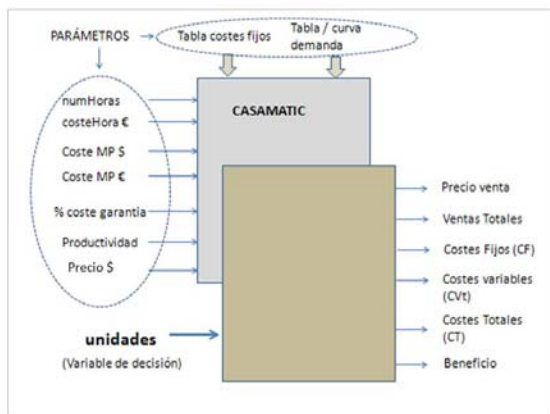 PARÁMETROS
Tabla costes fijos
Tabla / curva
demanda
numHoras
costeHora €
Coste MP $
Coste MP €
% coste garantia
Productividad
Precio $
CASAMATIC
unidades
(Variable de decisión)
Precio venta
Ventas Totales
Costes Fijos (CF)
Costes variables
(CVt)
Costes Totales
(CT)
Beneficio